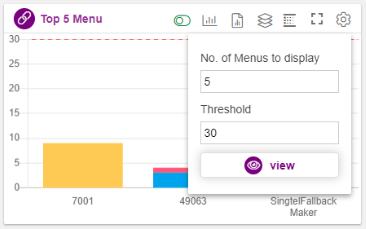 Top 5 Menu
30
25
20
15
10
5
0
No. of Menus to display
5
Threshold
30
view
7001
49063
SingtelFallback
Maker